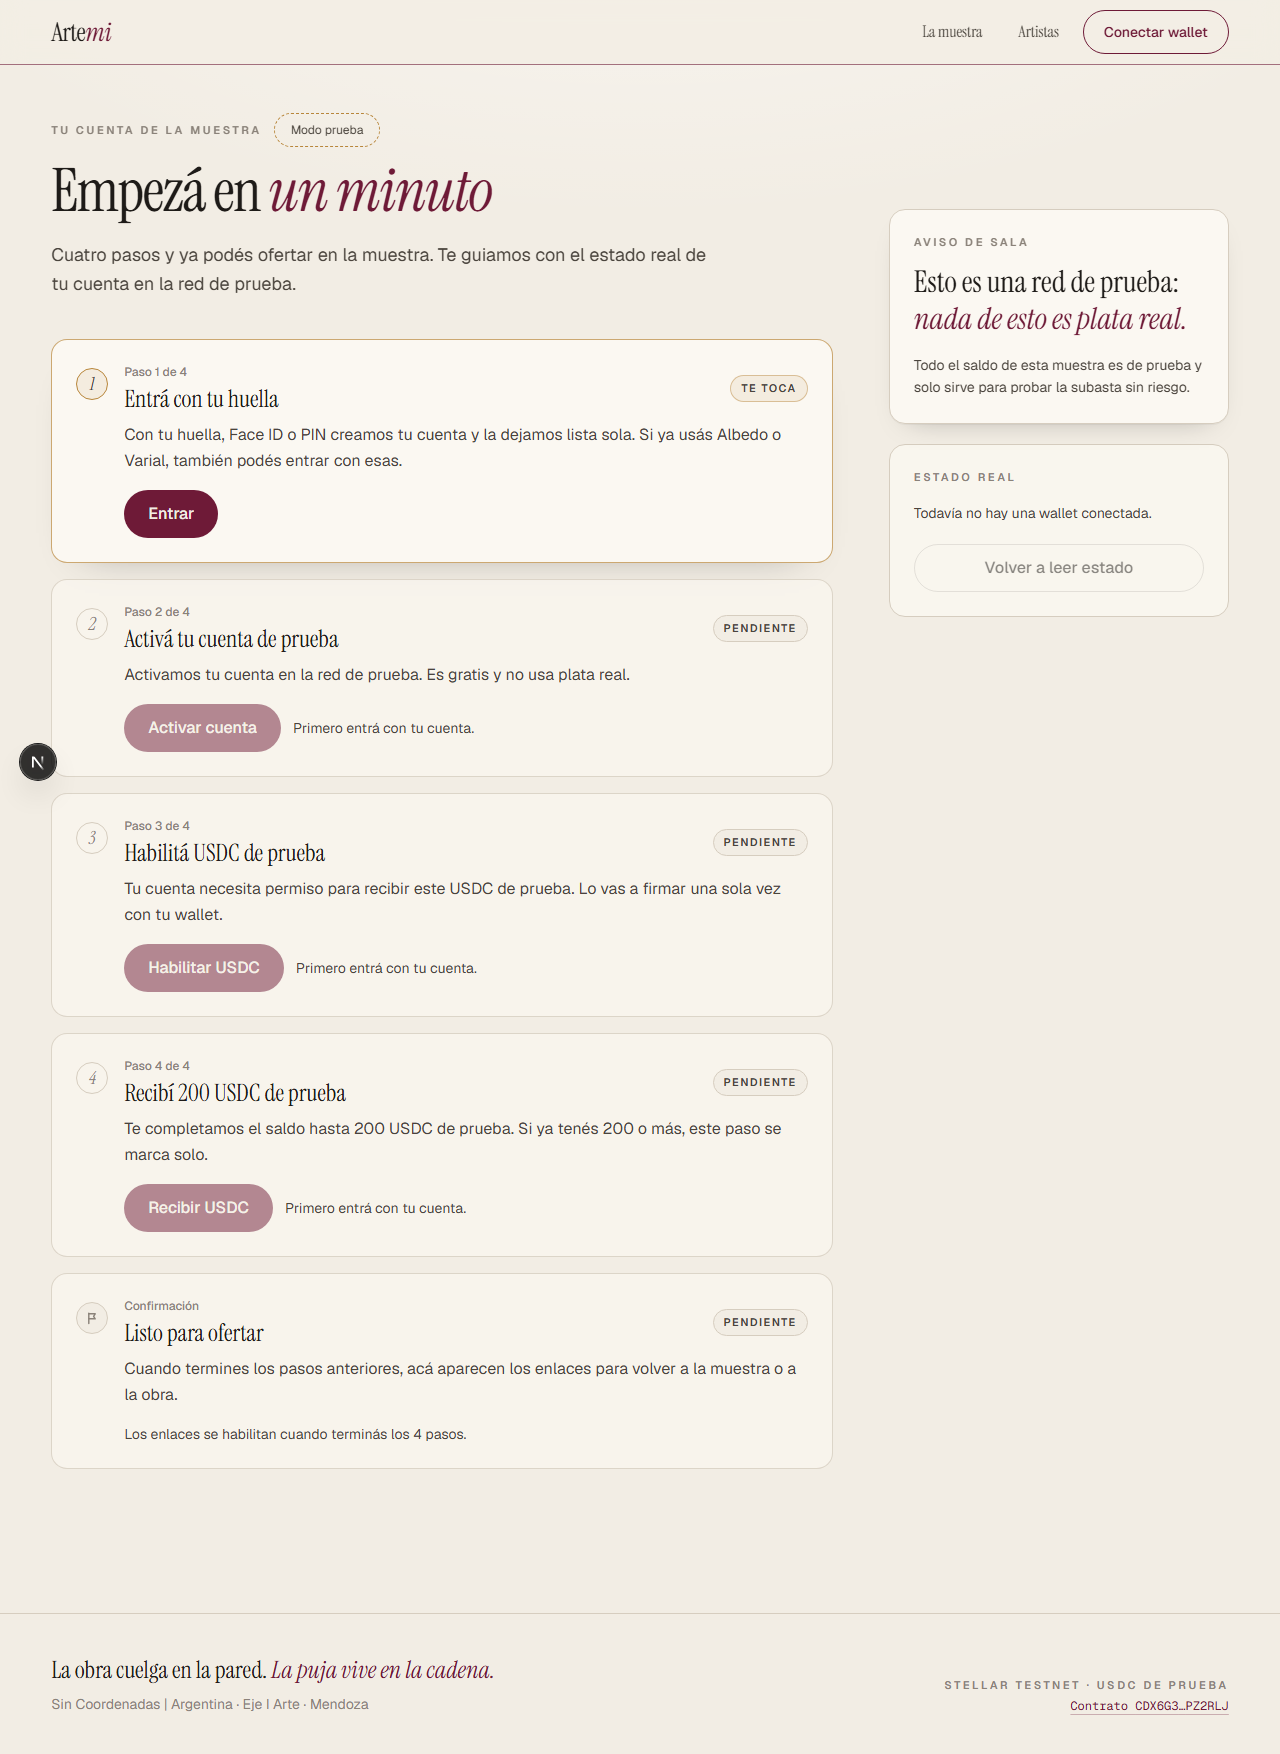 Artemi
La muestra
Artistas
Conectar wallet
TU CUENTA DE LA MUESTRA
Modo prueba
Empezá en un minuto
Cuatro pasos y ya podés ofertar en la muestra. Te guiamos con el estado real de
tu cuenta en la red de prueba.
1
Paso 1 de 4
Entrá con tu huella
TE TOCA
Con tu huella, Face ID o PIN creamos tu cuenta y la dejamos lista sola. Si ya usás Albedo o
Varial, también podés entrar con esas.
Entrar
2
Paso 2 de 4
Activá tu cuenta de prueba
PENDIENTE
Activamos tu cuenta en la red de prueba. Es gratis y no usa plata real.
Activar cuenta
Primero entrá con tu cuenta.
3
Paso 3 de 4
Habilitá USDC de prueba
PENDIENTE
Tu cuenta necesita permiso para recibir este USDC de prueba. Lo vas a firmar una sola vez
con tu wallet.
Habilitar USDC
Primero entrá con tu cuenta.
4
Paso 4 de 4
Recibí 200 USDC de prueba
PENDIENTE
Te completamos el saldo hasta 200 USDC de prueba. Si ya tenés 200 o más, este paso se
marca solo.
Recibir USDC
Primero entrá con tu cuenta.
Confirmación
Listo para ofertar
PENDIENTE
Cuando termines los pasos anteriores, acá aparecen los enlaces para volver a la muestra o a
la obra.
Los enlaces se habilitan cuando terminás los 4 pasos.
AVISO DE SALA
Esto es una red de prueba:
nada de esto es plata real.
Todo el saldo de esta muestra es de prueba y
solo sirve para probar la subasta sin riesgo.
ESTADO REAL
Todavía no hay una wallet conectada.
Volver a leer estado
N
La obra cuelga en la pared. La puja vive en la cadena.
Sin Coordenadas | Argentina · Eje I Arte · Mendoza
STELLAR TESTNET · USDC DE PRUEBA
Contrato CDX6G3…PZ2RLJ